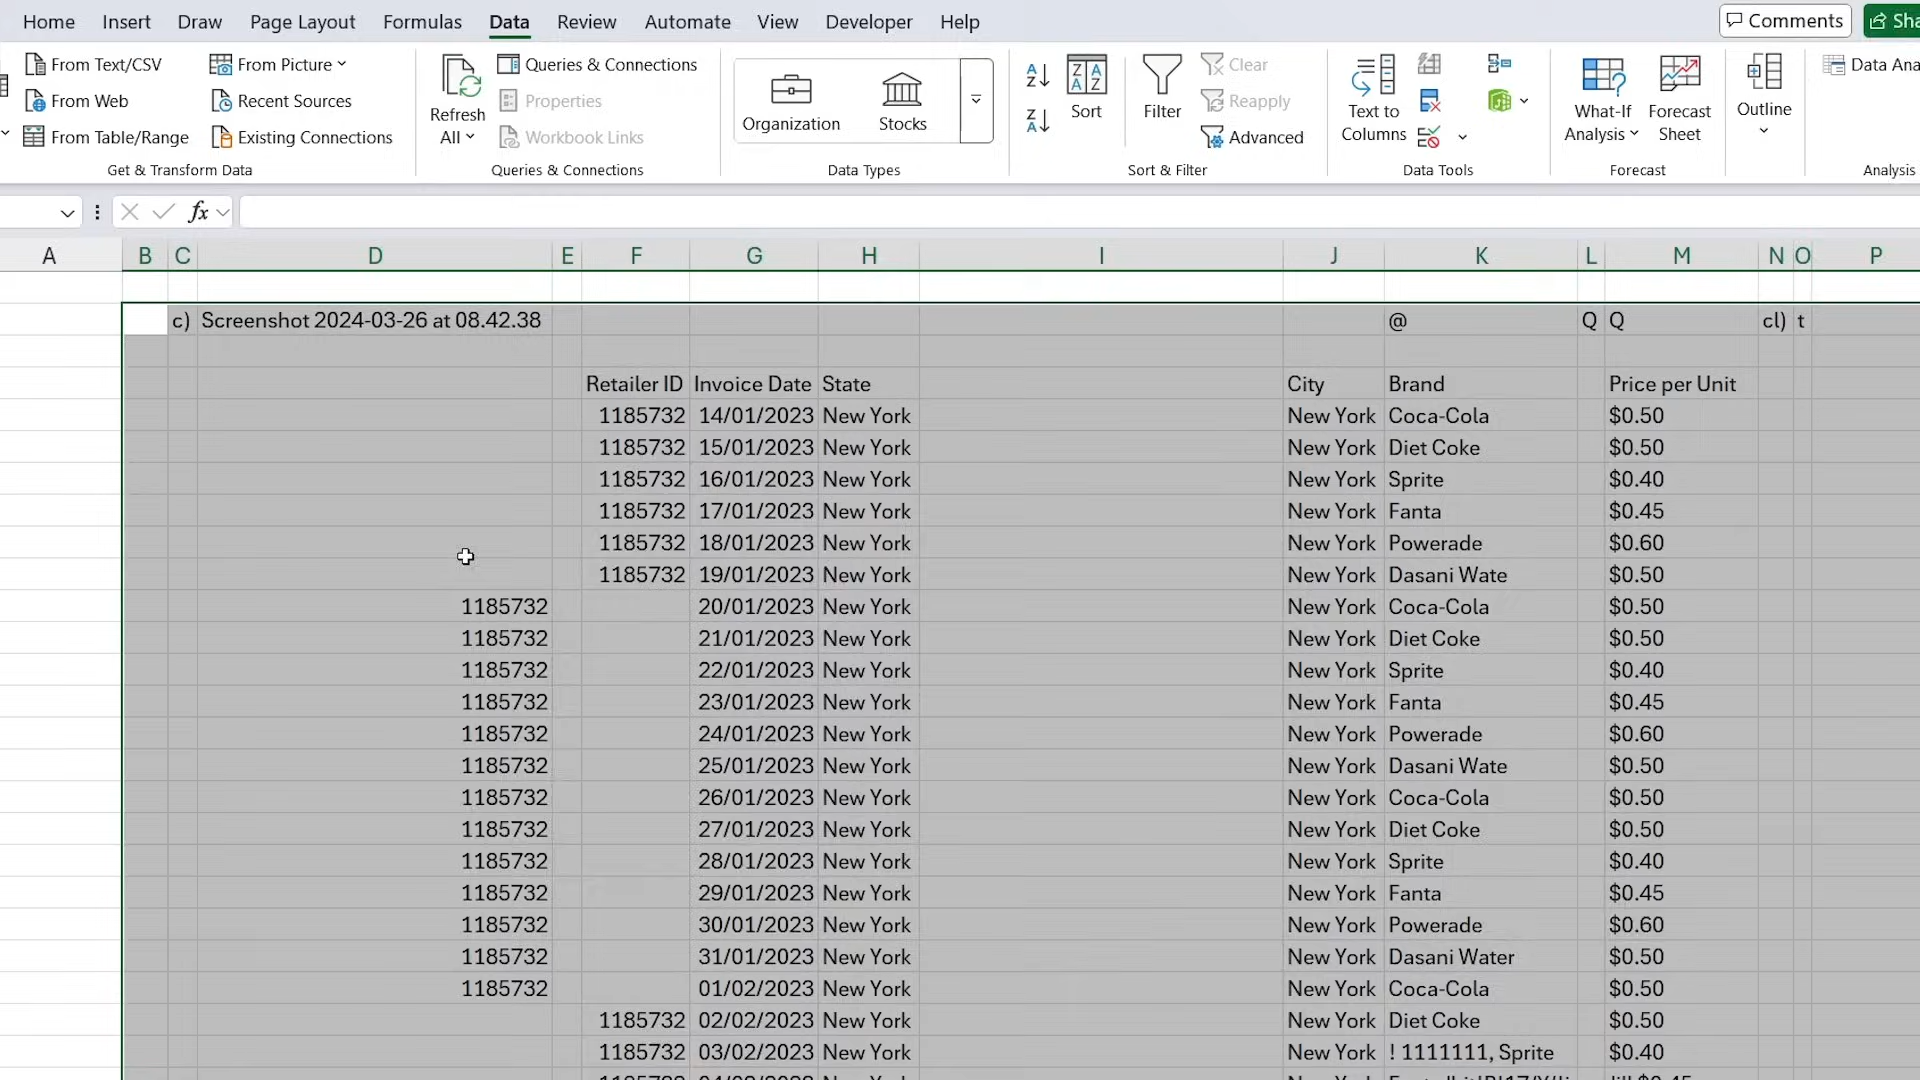 Home Insert Draw Page Layout Formulas Data Review Automate View Developer Help Comments Sha
From Text/CSV From Picture Queries & Connections Clear Data Ana
From Web Recent Sources Properties Reapply
From Table/Range Existing Connections Workbook Links Advanced
Refresh All Organization Stocks Sort Filter Text to Columns What-If Analysis Forecast Sheet Outline
Get & Transform Data Queries & Connections Data Types Sort & Filter Data Tools Forecast Analysis
fx
A B C D E F G H I J K L M N O P
c) Screenshot 2024-03-26 at 08.42.38 @ Q Q cl) t
Retailer ID Invoice Date State City Brand Price per Unit
1185732 14/01/2023 New York New York Coca-Cola $0.50
1185732 15/01/2023 New York New York Diet Coke $0.50
1185732 16/01/2023 New York New York Sprite $0.40
1185732 17/01/2023 New York New York Fanta $0.45
1185732 18/01/2023 New York New York Powerade $0.60
1185732 19/01/2023 New York New York Dasani Wate $0.50
1185732 20/01/2023 New York New York Coca-Cola $0.50
1185732 21/01/2023 New York New York Diet Coke $0.50
1185732 22/01/2023 New York New York Sprite $0.40
1185732 23/01/2023 New York New York Fanta $0.45
1185732 24/01/2023 New York New York Powerade $0.60
1185732 25/01/2023 New York New York Dasani Wate $0.50
1185732 26/01/2023 New York New York Coca-Cola $0.50
1185732 27/01/2023 New York New York Diet Coke $0.50
1185732 28/01/2023 New York New York Sprite $0.40
1185732 29/01/2023 New York New York Fanta $0.45
1185732 30/01/2023 New York New York Powerade $0.60
1185732 31/01/2023 New York New York Dasani Water $0.50
1185732 01/02/2023 New York New York Coca-Cola $0.50
1185732 02/02/2023 New York New York Diet Coke $0.50
1185732 03/02/2023 New York New York ! 1111111, Sprite $0.40